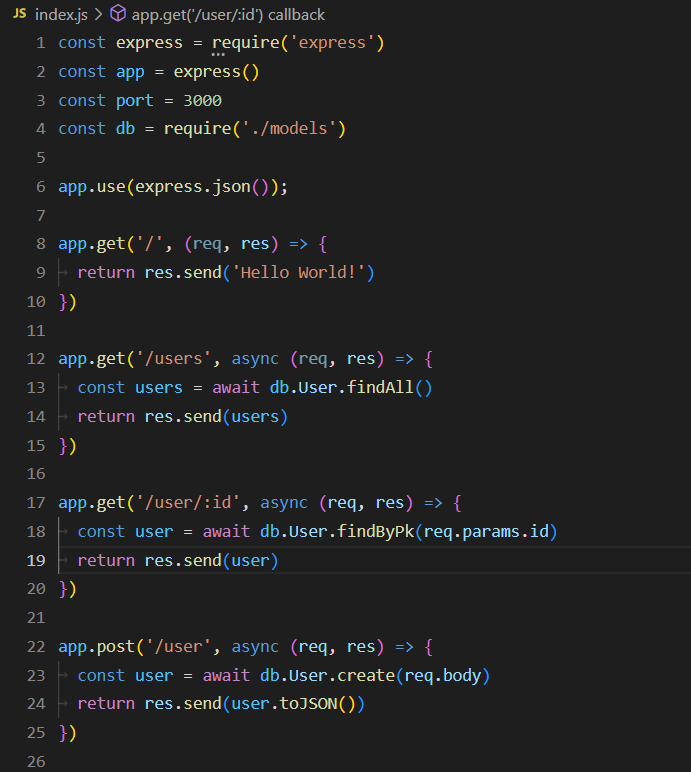 JS index.js > app.get('/user/:id') callback
1 const express = require('express')
2 const app = express()
3 const port = 3000
4 const db = require('./models')
5
6 app.use(express.json());
7
8 app.get('/', (req, res) => {
9 return res.send('Hello World!')
10 })
11
12 app.get('/users', async (req, res) => {
13 const users = await db.User.findAll()
14 return res.send(users)
15 })
16
17 app.get('/user/:id', async (req, res) => {
18 const user = await db.User.findByPk(req.params.id)
19 return res.send(user)
20 })
21
22 app.post('/user', async (req, res) => {
23 const user = await db.User.create(req.body)
24 return res.send(user.toJSON())
25 })
26